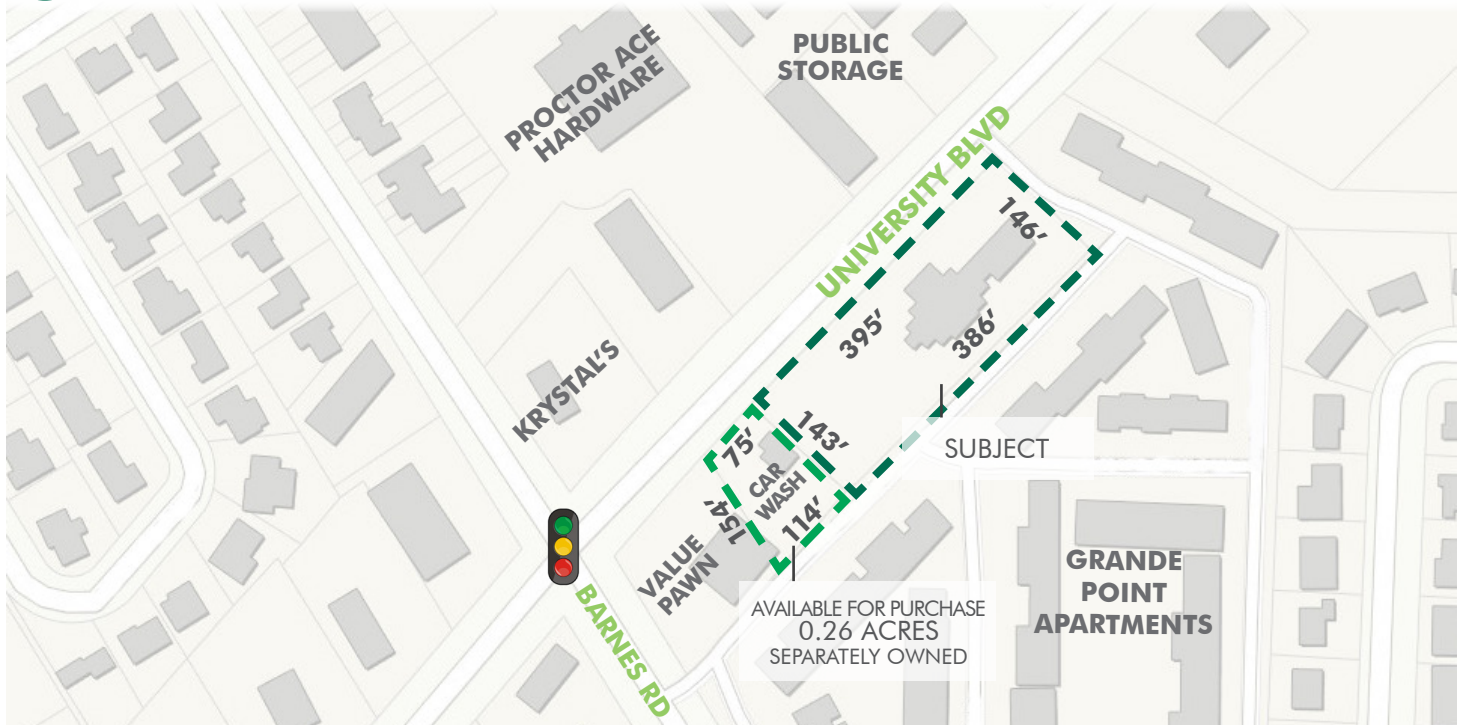 PROCTOR ACE
HARDWARE
PUBLIC
STORAGE
UNIVERSITY BLVD
146′
395′
386′
KRYSTAL'S
75′
143′
CAR
WASH
154′
114′
SUBJECT
VALUE
PAWN
BARNES RD
AVAILABLE FOR PURCHASE
0.26 ACRES
SEPARATELY OWNED
GRANDE
POINT
APARTMENTS